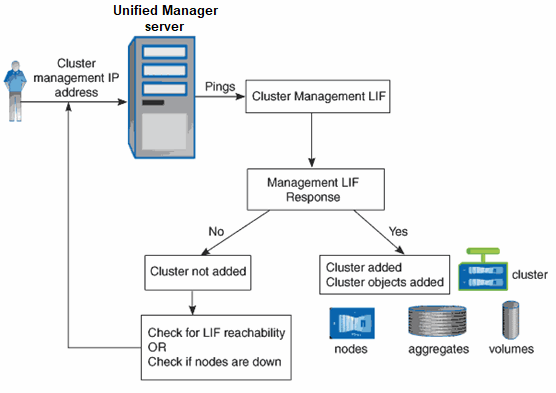 Unified Manager
server
Cluster
management IP
address
Pings
Cluster Management LIF
Management LIF
Response
No
Yes
Cluster not added
Cluster added
Cluster objects added
cluster
Check for LIF reachability
OR
Check if nodes are down
nodes
aggregates
volumes